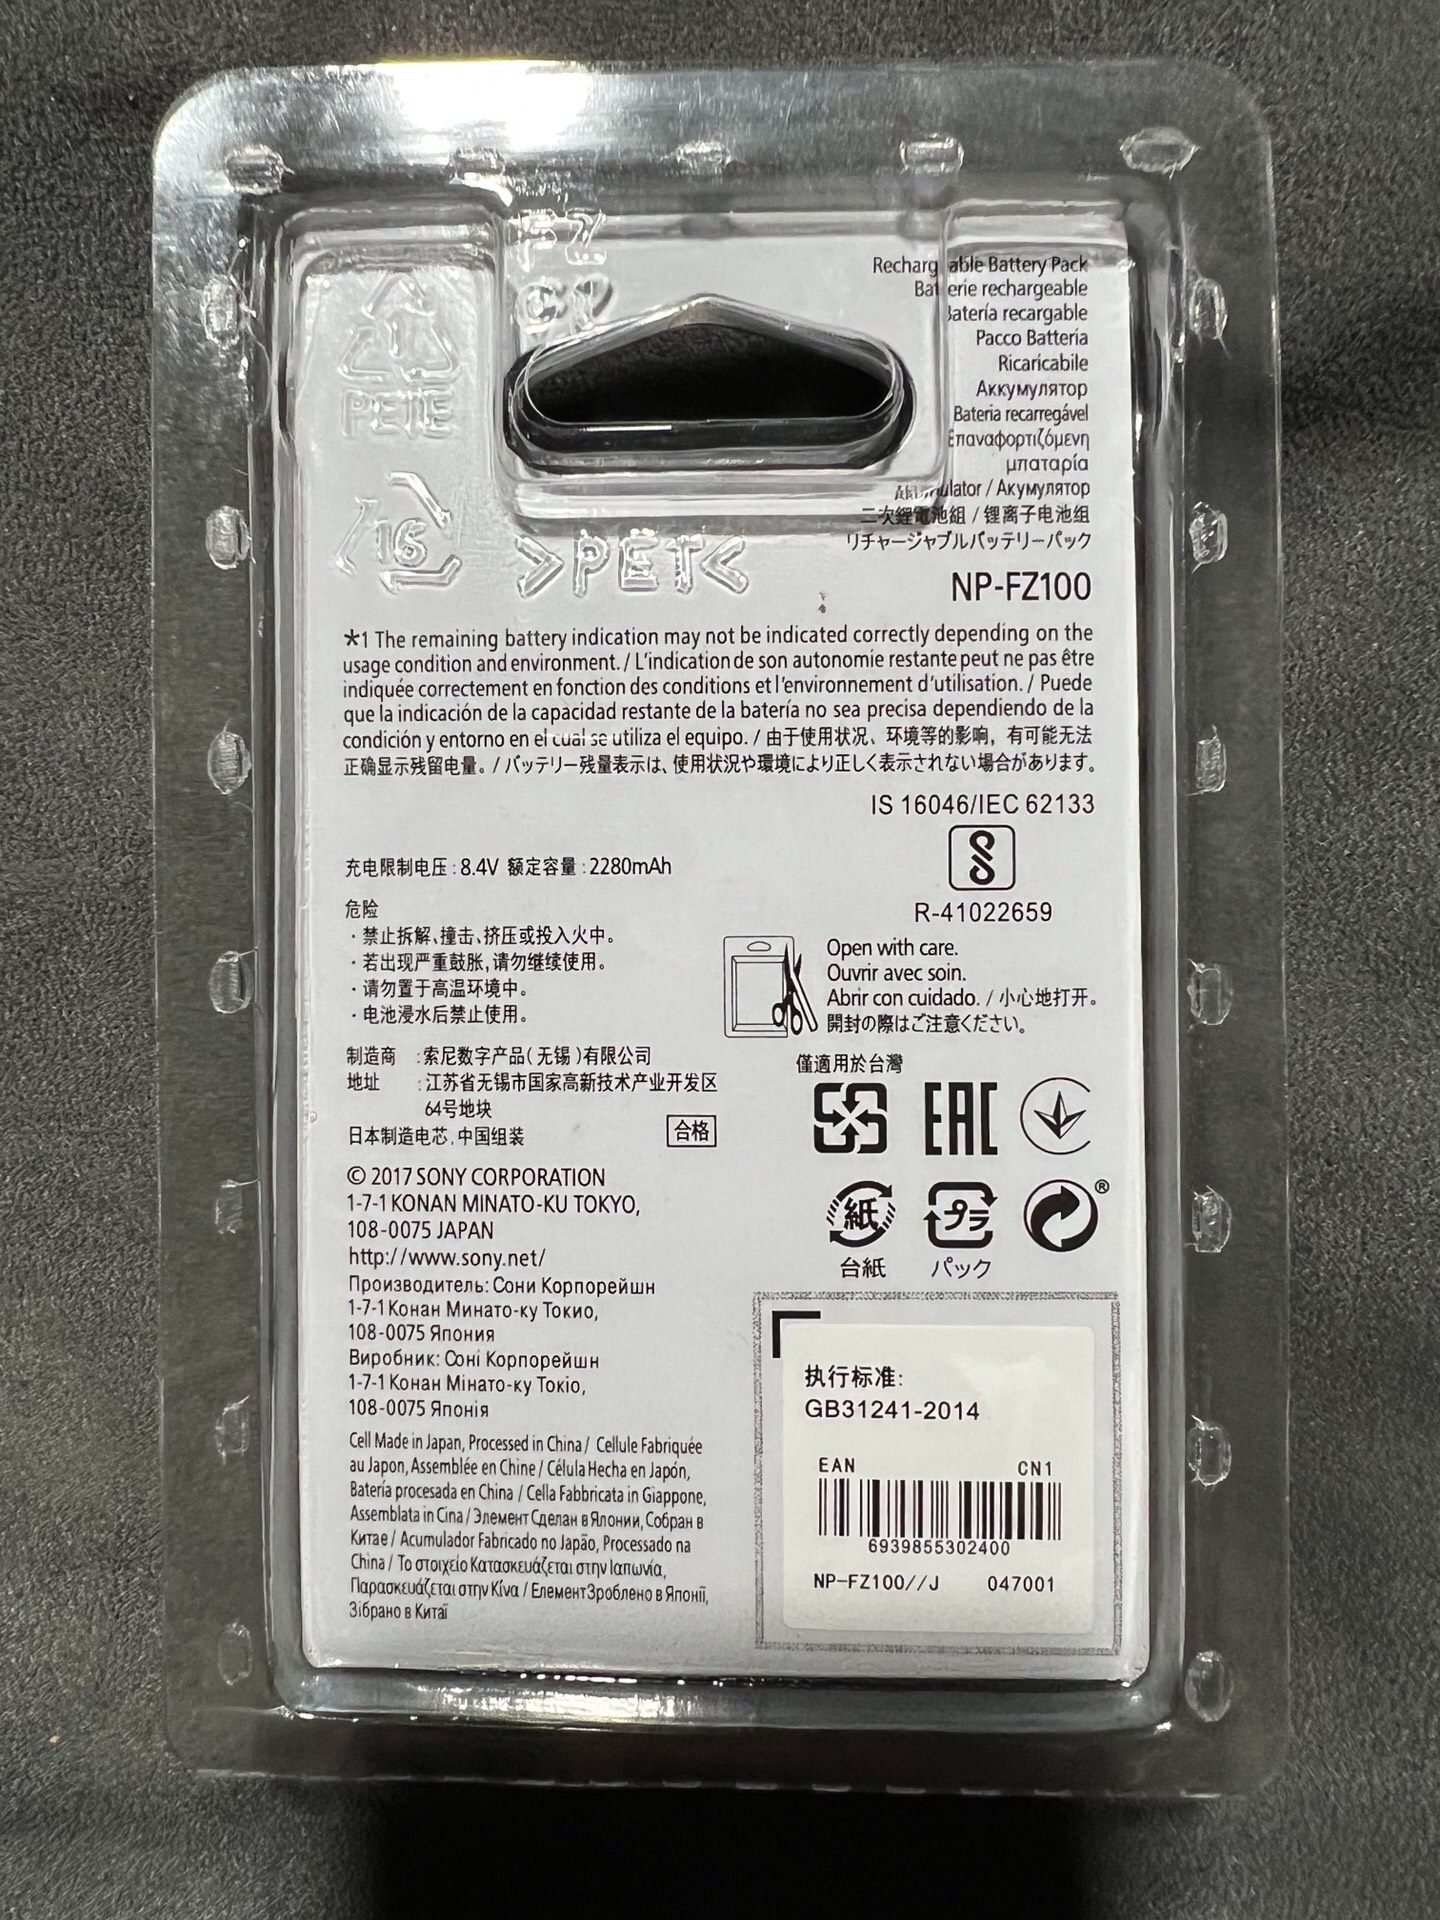 FZ
PETE
16
>PET<
Rechargeable Battery Pack
Batterie rechargeable
Batería recargable
Pacco Batteria
Ricaricabile
Аккумулятор
Bateria recarregável
Επαναφορτιζόμενη
μπαταρία
Akkumulator / Акумулятор
二次鋰電池組 / 锂离子电池组
リチャージャブルバッテリーパック
NP-FZ100
*1 The remaining battery indication may not be indicated correctly depending on the
usage condition and environment. / L'indication de son autonomie restante peut ne pas être
indiquée correctement en fonction des conditions et l'environnement d'utilisation. / Puede
que la indicación de la capacidad restante de la batería no sea precisa dependiendo de la
condición y entorno en el cual se utiliza el equipo. / 由于使用状况、环境等的影响，有可能无法
正确显示残留电量。/ バッテリー残量表示は、使用状況や環境により正しく表示されない場合があります。
IS 16046/IEC 62133
R-41022659
充电限制电压:8.4V 额定容量:2280mAh
危险
·禁止拆解、撞击、挤压或投入火中。
·若出现严重鼓胀,请勿继续使用。
·请勿置于高温环境中。
·电池浸水后禁止使用。
Open with care.
Ouvrir avec soin.
Abrir con cuidado. / 小心地打开。
開封の際はご注意ください。
制造商 :索尼数字产品(无锡)有限公司
地址 :江苏省无锡市国家高新技术产业开发区
64号地块
日本制造电芯,中国组装
合格
僅適用於台灣
EAC
紙
プラ
®
台紙
パック
© 2017 SONY CORPORATION
1-7-1 KONAN MINATO-KU TOKYO,
108-0075 JAPAN
http://www.sony.net/
Производитель: Сони Корпорейшн
1-7-1 Конан Минато-ку Токио,
108-0075 Япония
Виробник: Соні Корпорейшн
1-7-1 Конан Мінато-ку Токіо,
108-0075 Японія
Cell Made in Japan, Processed in China / Cellule Fabriquée
au Japon, Assemblée en Chine / Célula Hecha en Japón,
Batería procesada en China / Cella Fabbricata in Giappone,
Assemblata in Cina / Элемент Сделан в Японии, Собран в
Китае / Acumulador Fabricado no Japão, Processado na
China / Το στοιχείο Κατασκευάζεται στην Ιαπωνία,
Παρασκευάζεται στην Κίνα / Елемент Зроблено в Японії,
Зібрано в Китаї
执行标准:
GB31241-2014
EAN CN1
6939855302400
NP-FZ100//J 047001